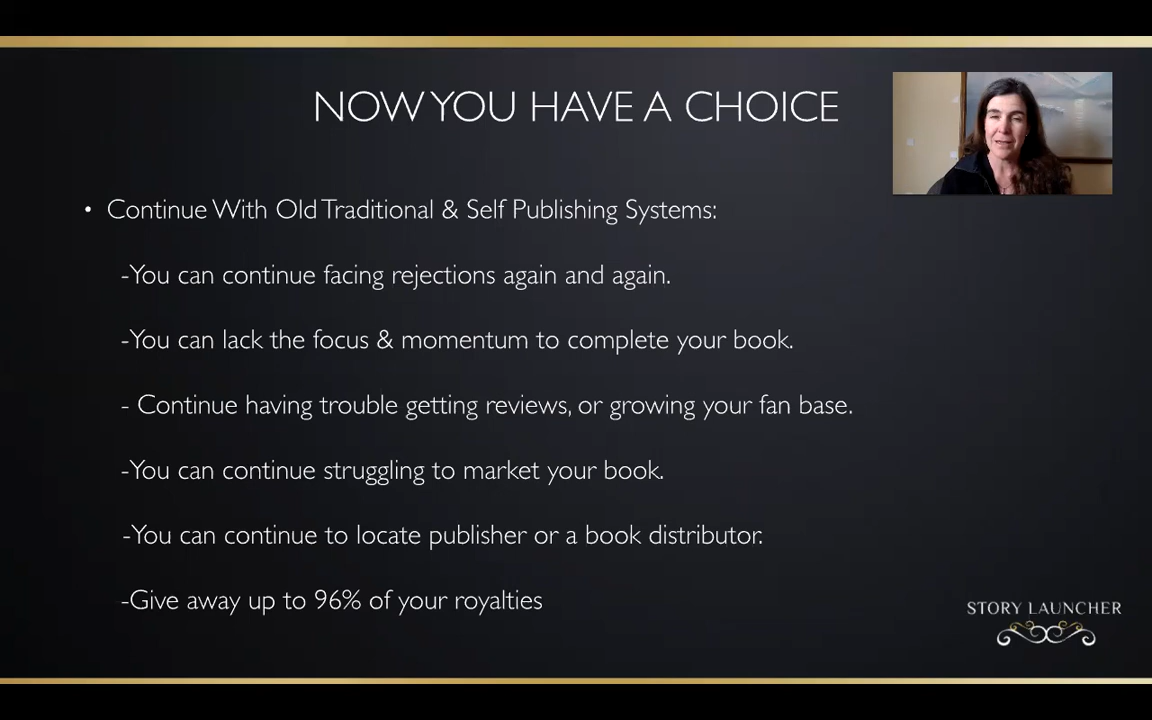 NOW YOU HAVE A CHOICE
• Continue With Old Traditional & Self Publishing Systems:
-You can continue facing rejections again and again.
-You can lack the focus & momentum to complete your book.
- Continue having trouble getting reviews, or growing your fan base.
-You can continue struggling to market your book.
-You can continue to locate publisher or a book distributor.
-Give away up to 96% of your royalties
STORY LAUNCHER